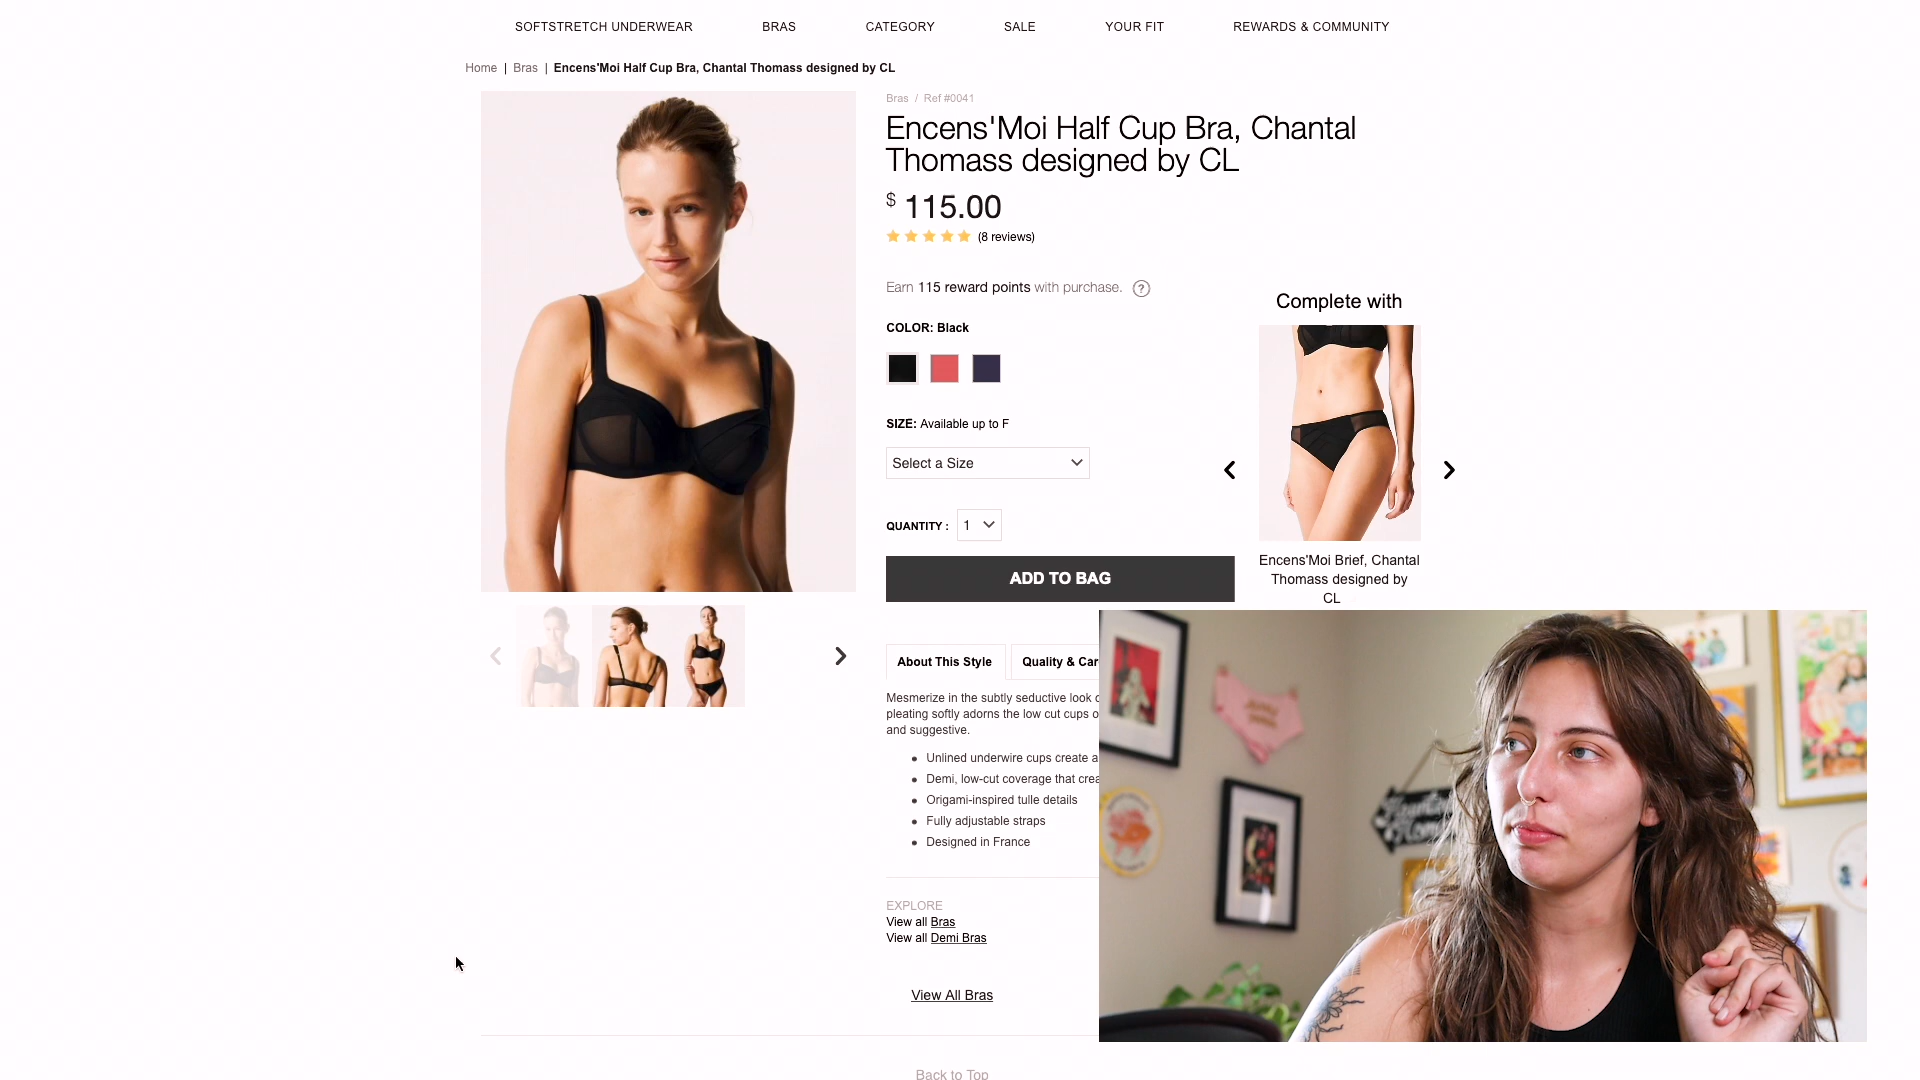 SOFTSTRETCH UNDERWEAR
BRAS
CATEGORY
SALE
YOUR FIT
REWARDS & COMMUNITY
Home | Bras | Encens'Moi Half Cup Bra, Chantal Thomass designed by CL
Bras / Ref #0041
Encens'Moi Half Cup Bra, Chantal
Thomass designed by CL
$ 115.00
(8 reviews)
Earn 115 reward points with purchase. ?
COLOR: Black
SIZE: Available up to F
Select a Size
QUANTITY : 1
ADD TO BAG
Complete with
Encens'Moi Brief, Chantal
Thomass designed by
CL
About This Style
Quality & Car
Mesmerize in the subtly seductive look
pleating softly adorns the low cut cups
and suggestive.
Unlined underwire cups create a
Demi, low-cut coverage that crea
Origami-inspired tulle details
Fully adjustable straps
Designed in France
EXPLORE
View all Bras
View all Demi Bras
View All Bras
Back to Top